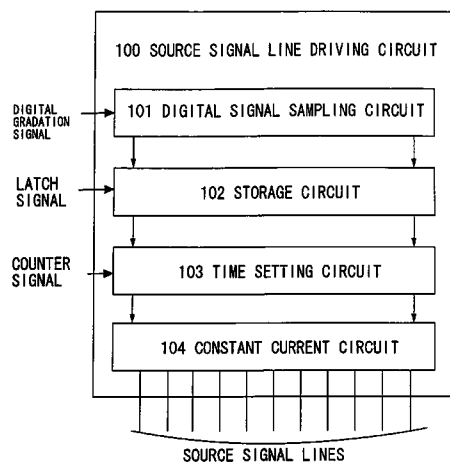 100 SOURCE SIGNAL LINE DRIVING CIRCUIT
DIGITAL
GRADATION
SIGNAL
101 DIGITAL SIGNAL SAMPLING CIRCUIT
LATCH
SIGNAL
102 STORAGE CIRCUIT
COUNTER
SIGNAL
103 TIME SETTING CIRCUIT
104 CONSTANT CURRENT CIRCUIT
SOURCE SIGNAL LINES